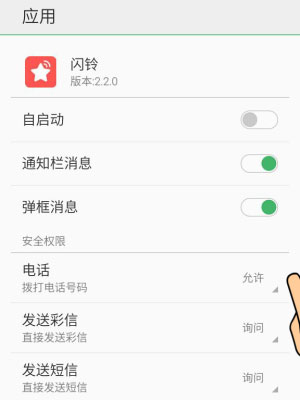 应用
闪铃
版本:2.2.0
自启动
通知栏消息
弹框消息
安全权限
电话
拨打电话号码
允许
发送彩信
直接发送彩信
询问
发送短信
直接发送短信
询问